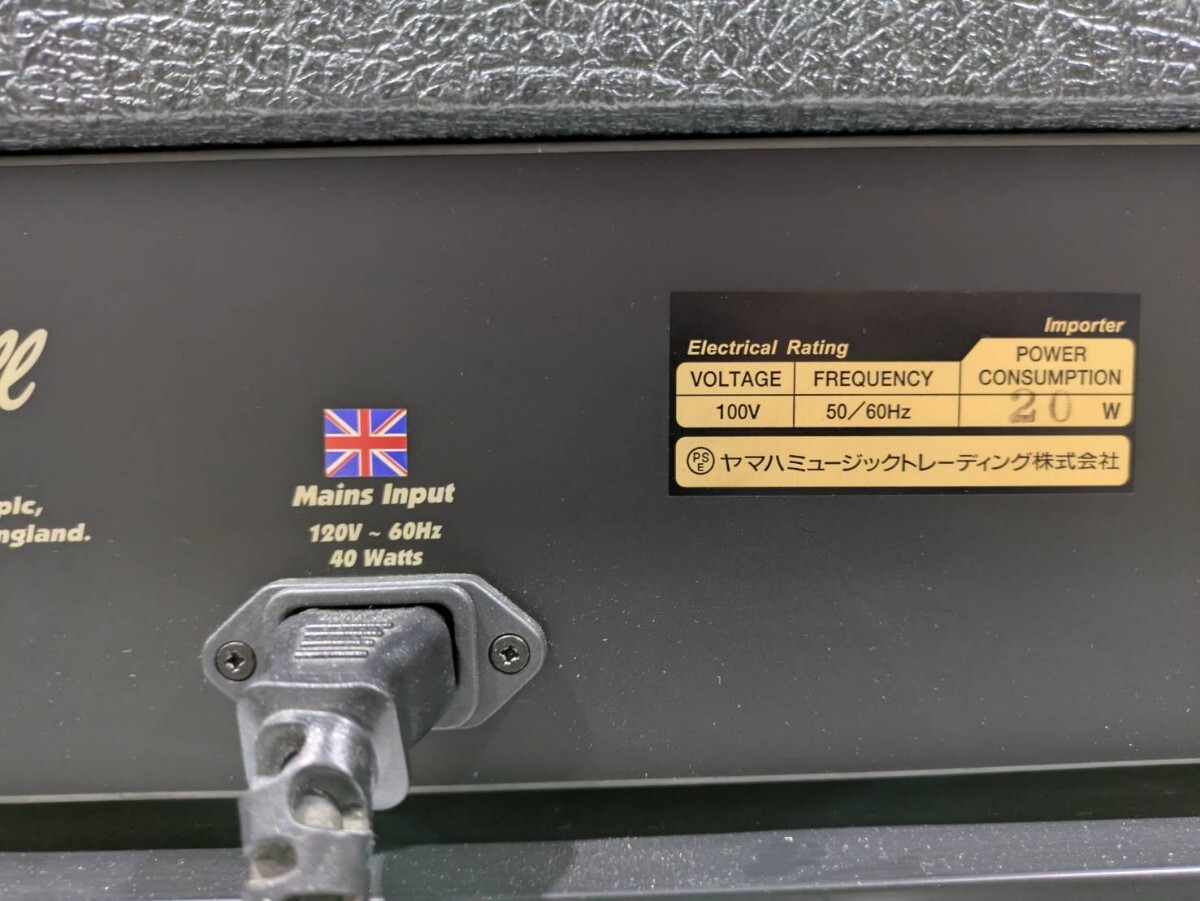 ll
plc,
ngland.
Mains Input
120V ~ 60Hz
40 Watts
Importer
Electrical Rating
VOLTAGE FREQUENCY POWER CONSUMPTION
100V 50/60Hz 20 W
PSE ヤマハミュージックトレーディング株式会社